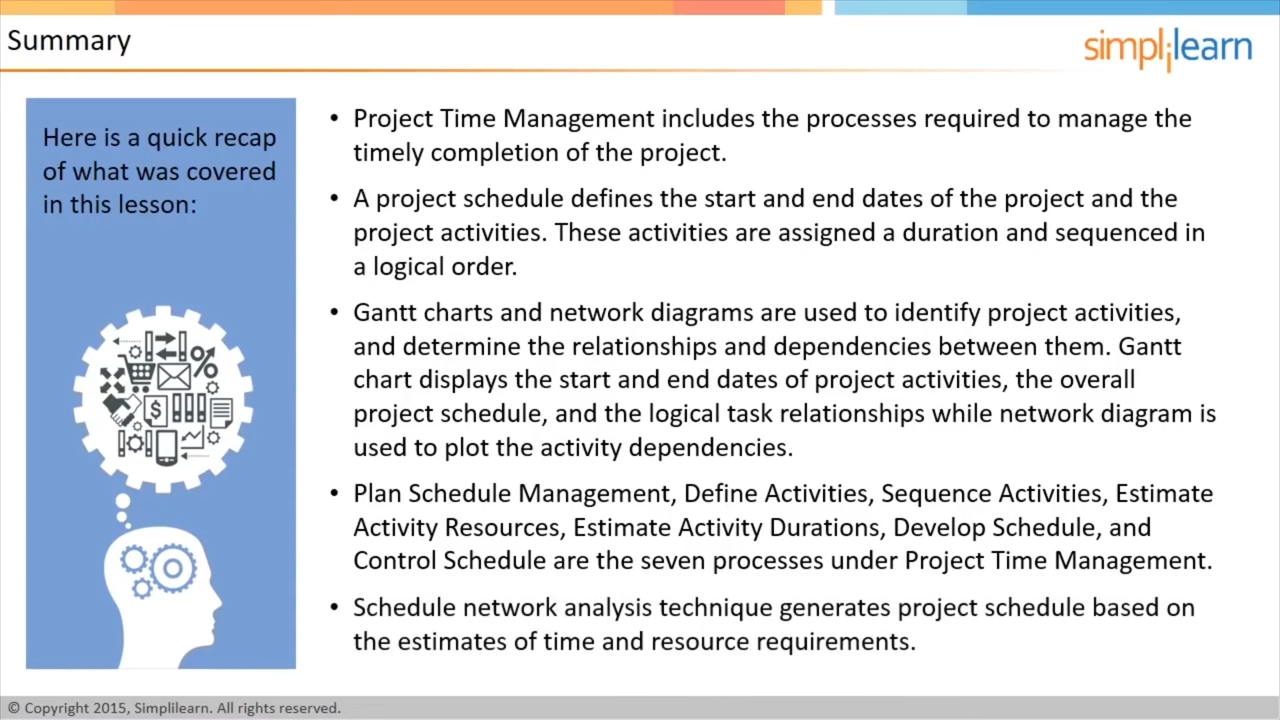 Summary
simplilearn
Here is a quick recap
of what was covered
in this lesson:
• Project Time Management includes the processes required to manage the
timely completion of the project.
• A project schedule defines the start and end dates of the project and the
project activities. These activities are assigned a duration and sequenced in
a logical order.
• Gantt charts and network diagrams are used to identify project activities,
and determine the relationships and dependencies between them. Gantt
chart displays the start and end dates of project activities, the overall
project schedule, and the logical task relationships while network diagram is
used to plot the activity dependencies.
• Plan Schedule Management, Define Activities, Sequence Activities, Estimate
Activity Resources, Estimate Activity Durations, Develop Schedule, and
Control Schedule are the seven processes under Project Time Management.
• Schedule network analysis technique generates project schedule based on
the estimates of time and resource requirements.
© Copyright 2015, Simplilearn. All rights reserved.